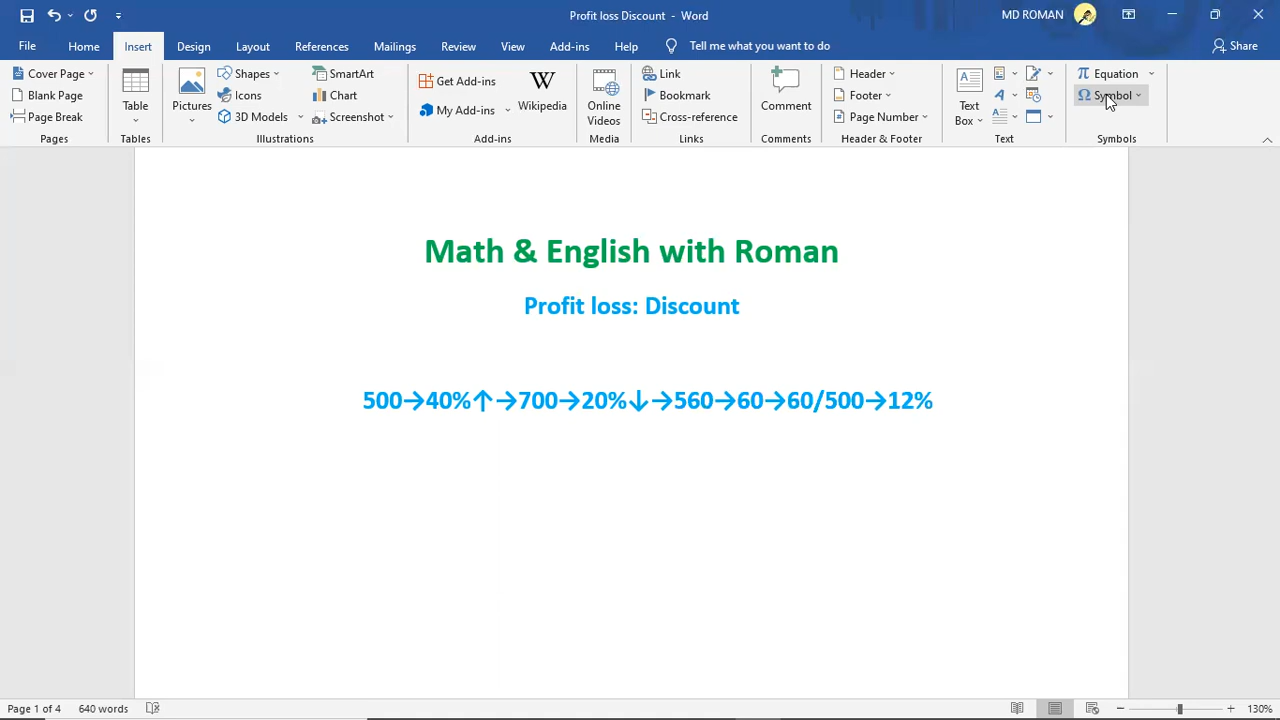 Profit loss Discount - Word
MD ROMAN
File Home Insert Design Layout References Mailings Review View Add-ins Help Tell me what you want to do Share
Cover Page
Blank Page
Page Break
Pages
Table
Tables
Pictures
Shapes
Icons
3D Models
SmartArt
Chart
Screenshot
Illustrations
Get Add-ins
My Add-ins
W
Wikipedia
Add-ins
Online
Videos
Media
Link
Bookmark
Cross-reference
Links
Comment
Comments
Header
Footer
Page Number
Header & Footer
Text
Box
Text
π Equation
Ω Symbol
Symbols
Math & English with Roman
Profit loss: Discount
500→40%↑→700→20%↓→560→60→60/500→12%
Page 1 of 4 640 words
130%